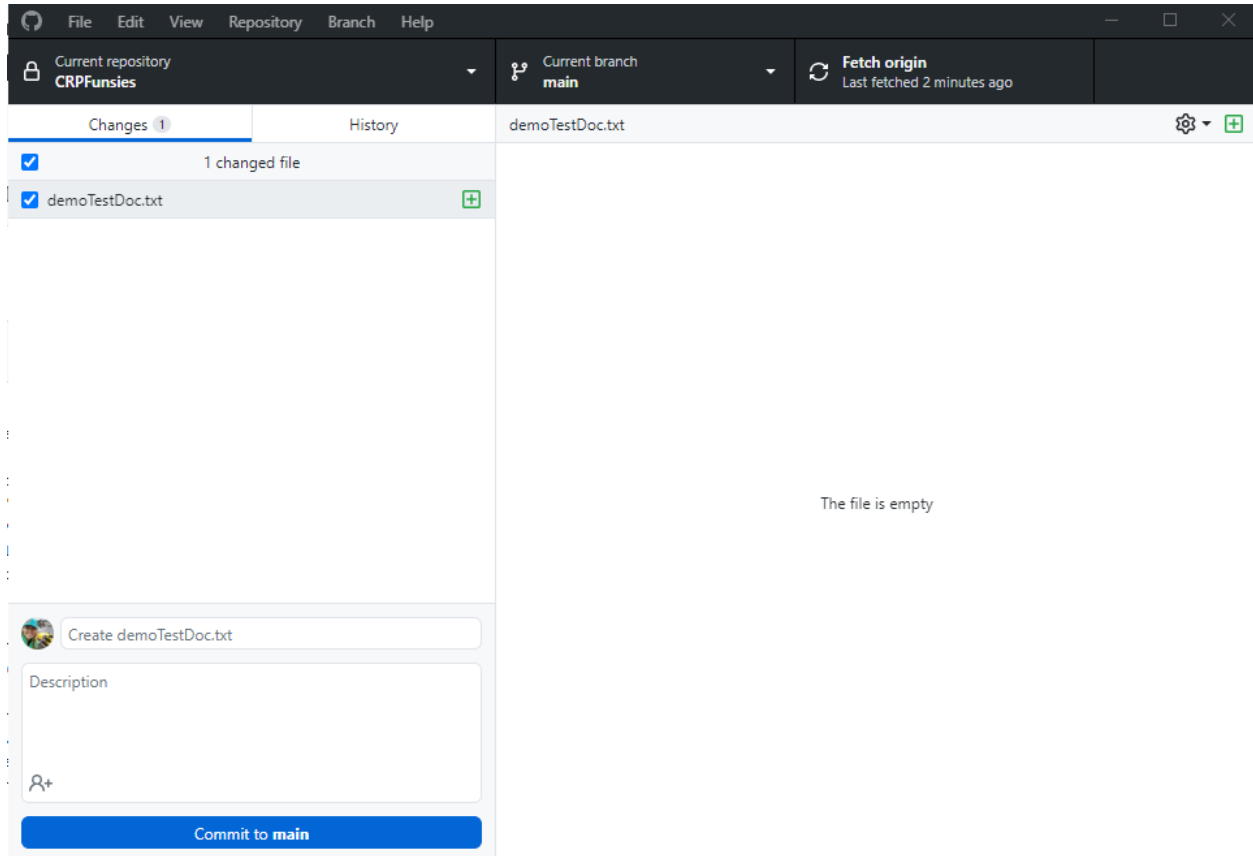 File Edit View Repository Branch Help
Current repository
CRPFunsies
Current branch
main
Fetch origin
Last fetched 2 minutes ago
Changes 1
History
demoTestDoc.txt
1 changed file
demoTestDoc.txt
The file is empty
Create demoTestDoc.txt
Description
Commit to main